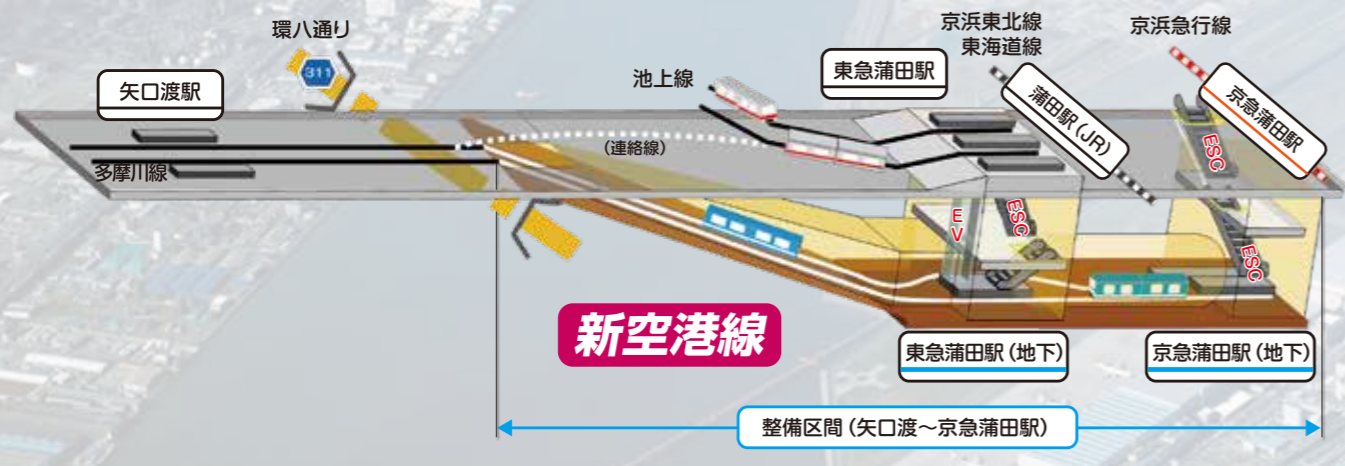 環八通り
311
矢口渡駅
池上線
東急蒲田駅
京浜東北線
東海道線
京浜急行線
蒲田駅(JR)
京急蒲田駅
(連絡線)
多摩川線
EV
ESC
ESC
ESC
新空港線
東急蒲田駅(地下)
京急蒲田駅(地下)
整備区間(矢口渡～京急蒲田駅)